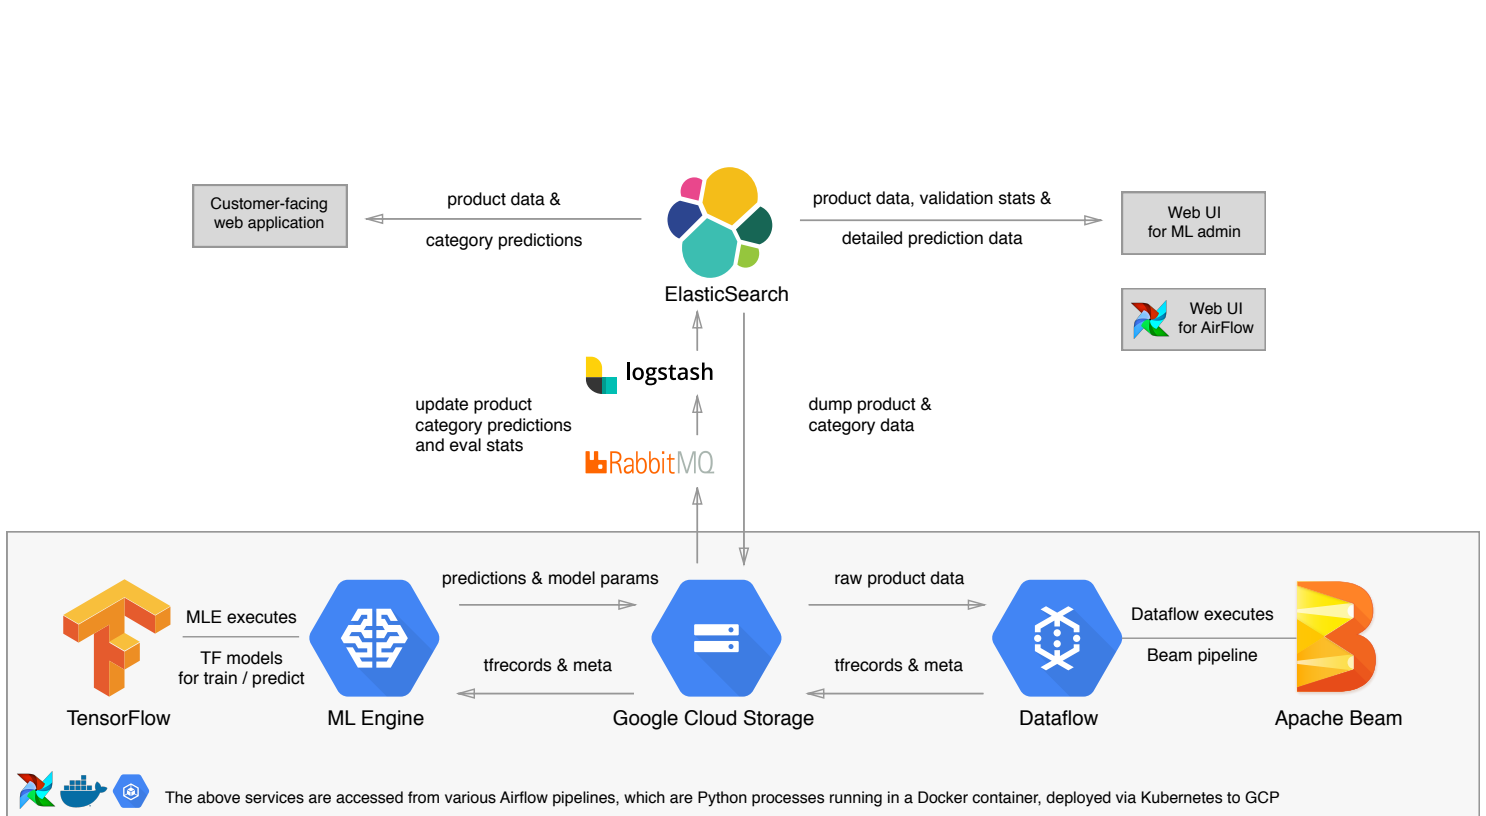 Customer-facing
web application
product data &
category predictions
product data, validation stats &
detailed prediction data
Web UI
for ML admin
ElasticSearch
Web UI
for AirFlow
logstash
update product
category predictions
and eval stats
dump product &
category data
RabbitMQ
TensorFlow
MLE executes
TF models
for train / predict
ML Engine
predictions & model params
tfrecords & meta
Google Cloud Storage
raw product data
tfrecords & meta
Dataflow
Dataflow executes
Beam pipeline
Apache Beam
The above services are accessed from various Airflow pipelines, which are Python processes running in a Docker container, deployed via Kubernetes to GCP